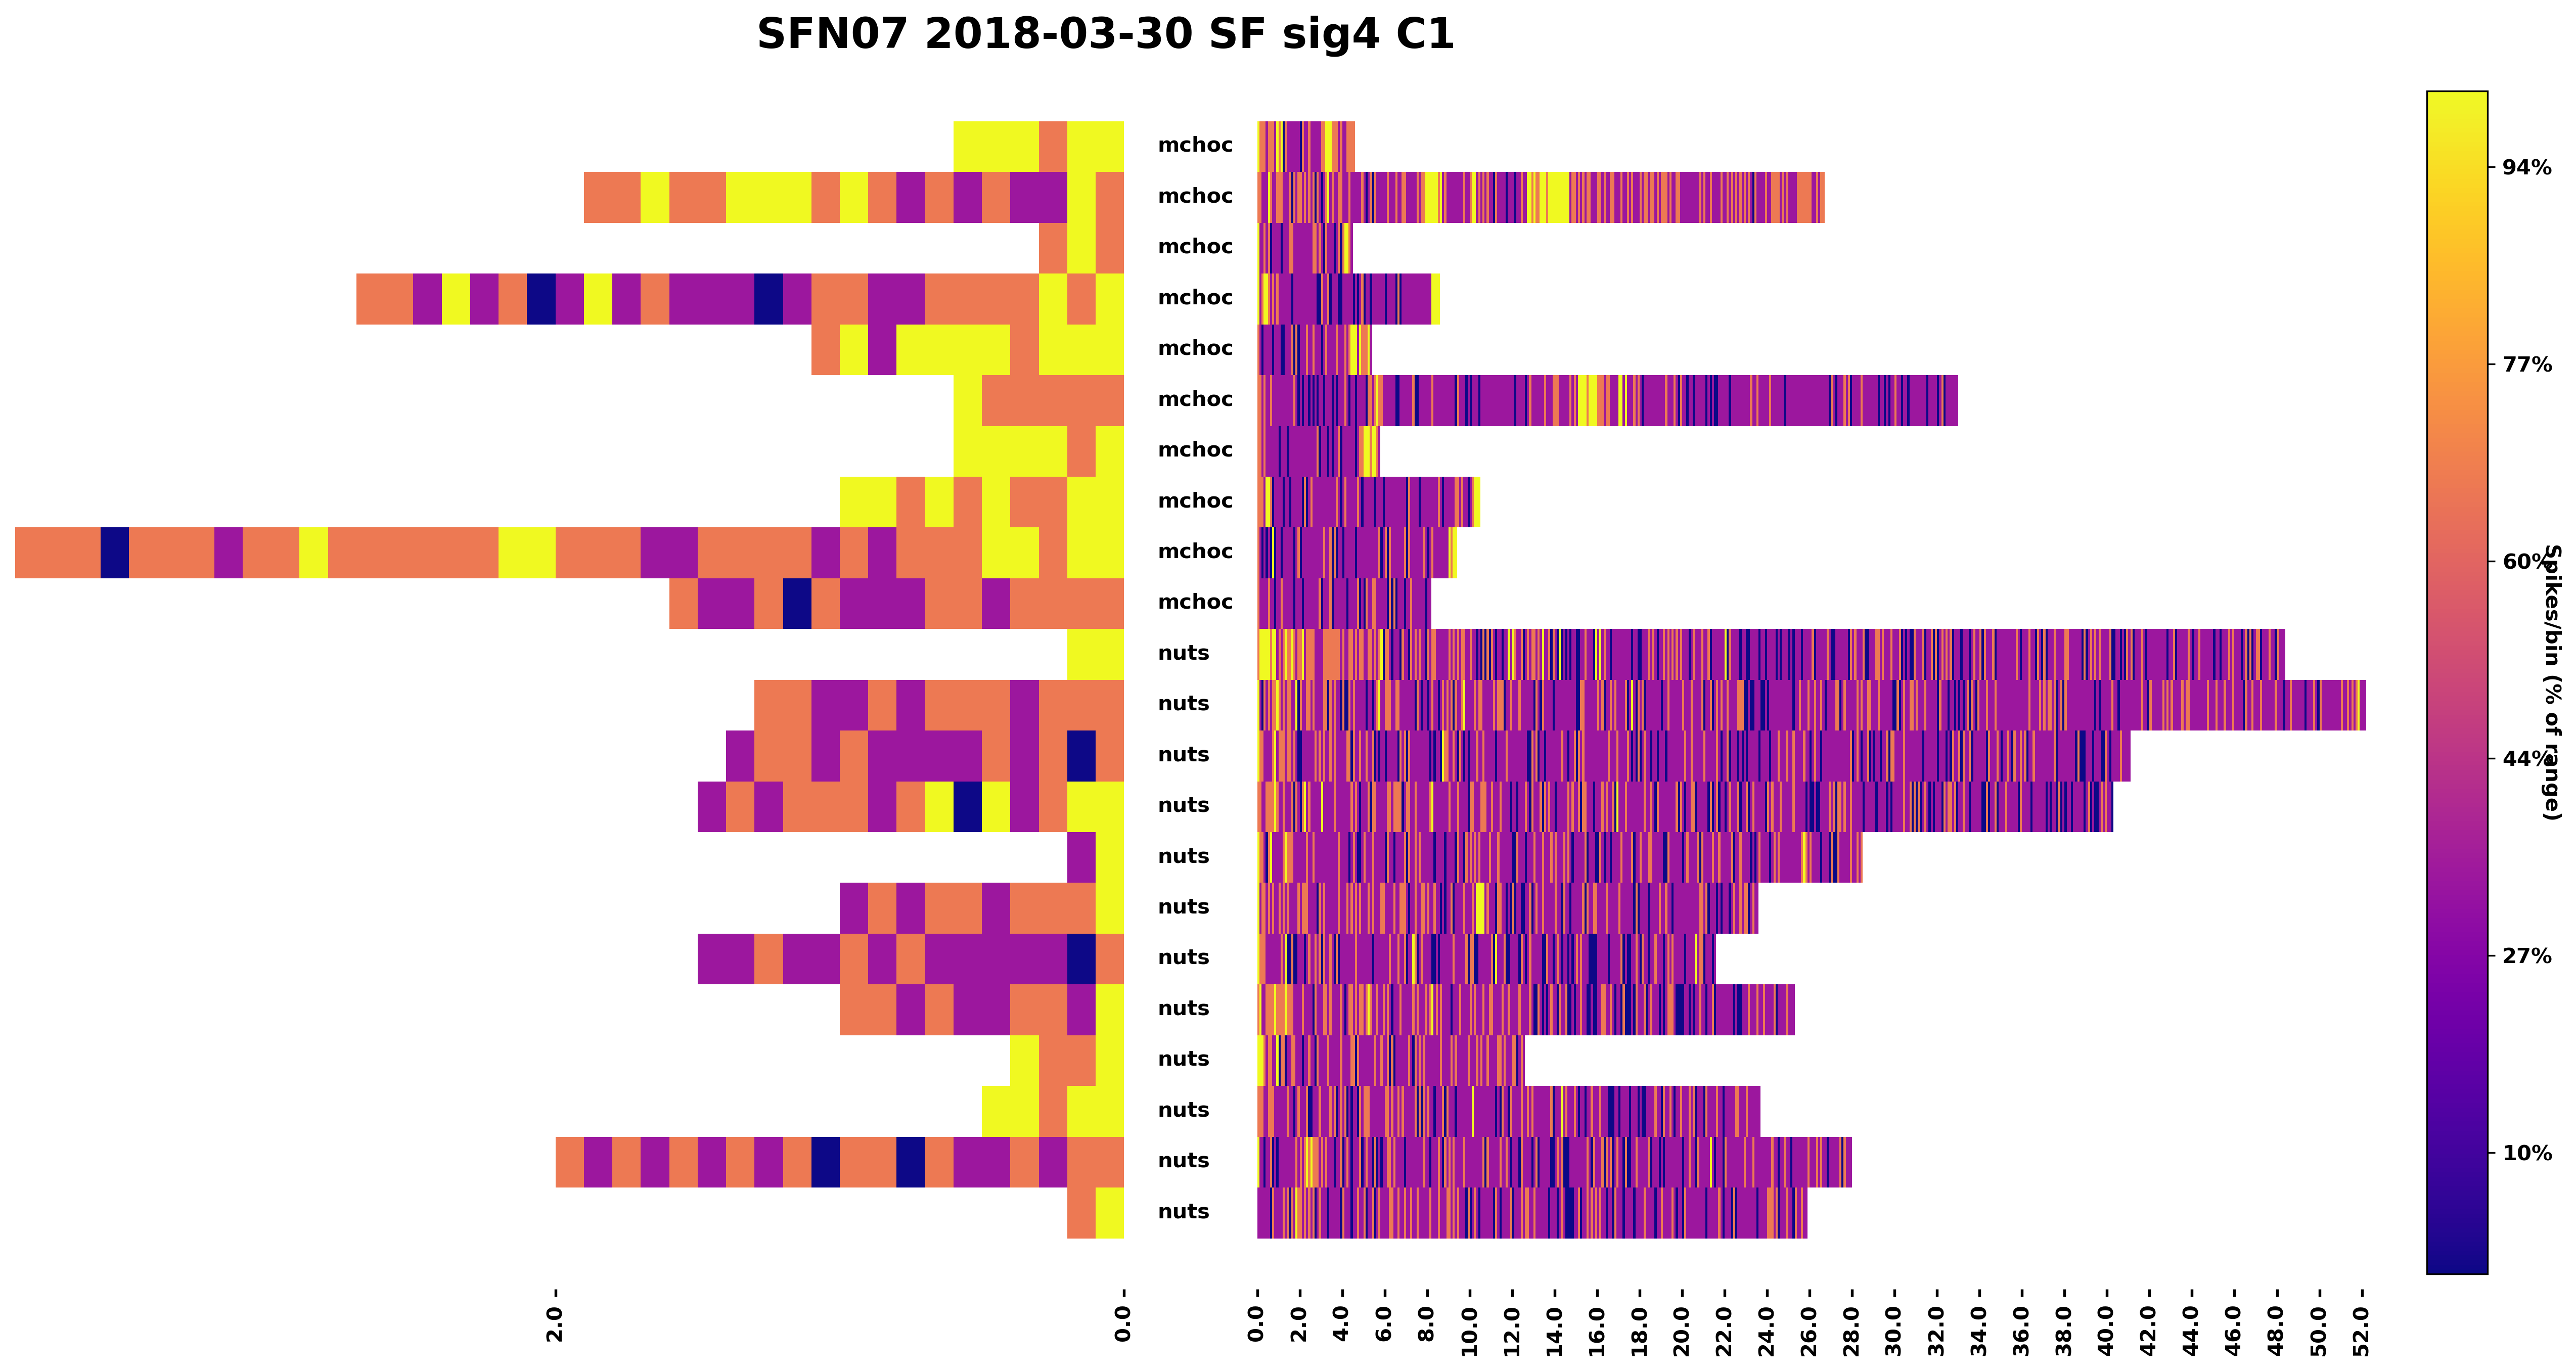 SFN07 2018-03-30 SF sig4 C1
mchoc
mchoc
mchoc
mchoc
mchoc
mchoc
mchoc
mchoc
mchoc
mchoc
nuts
nuts
nuts
nuts
nuts
nuts
nuts
nuts
nuts
nuts
nuts
nuts
2.0
0.0
0.0
2.0
4.0
6.0
8.0
10.0
12.0
14.0
16.0
18.0
20.0
22.0
24.0
26.0
28.0
30.0
32.0
34.0
36.0
38.0
40.0
42.0
44.0
46.0
48.0
50.0
52.0
94%
77%
60%
44%
27%
10%
Spikes/bin (% of range)